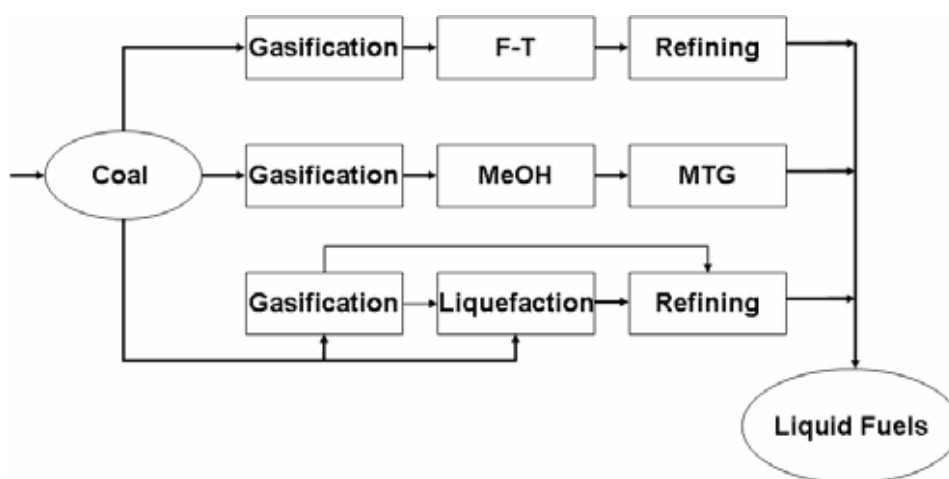 Gasification
F-T
Refining
Coal
Gasification
MeOH
MTG
Gasification
Liquefaction
Refining
Liquid Fuels